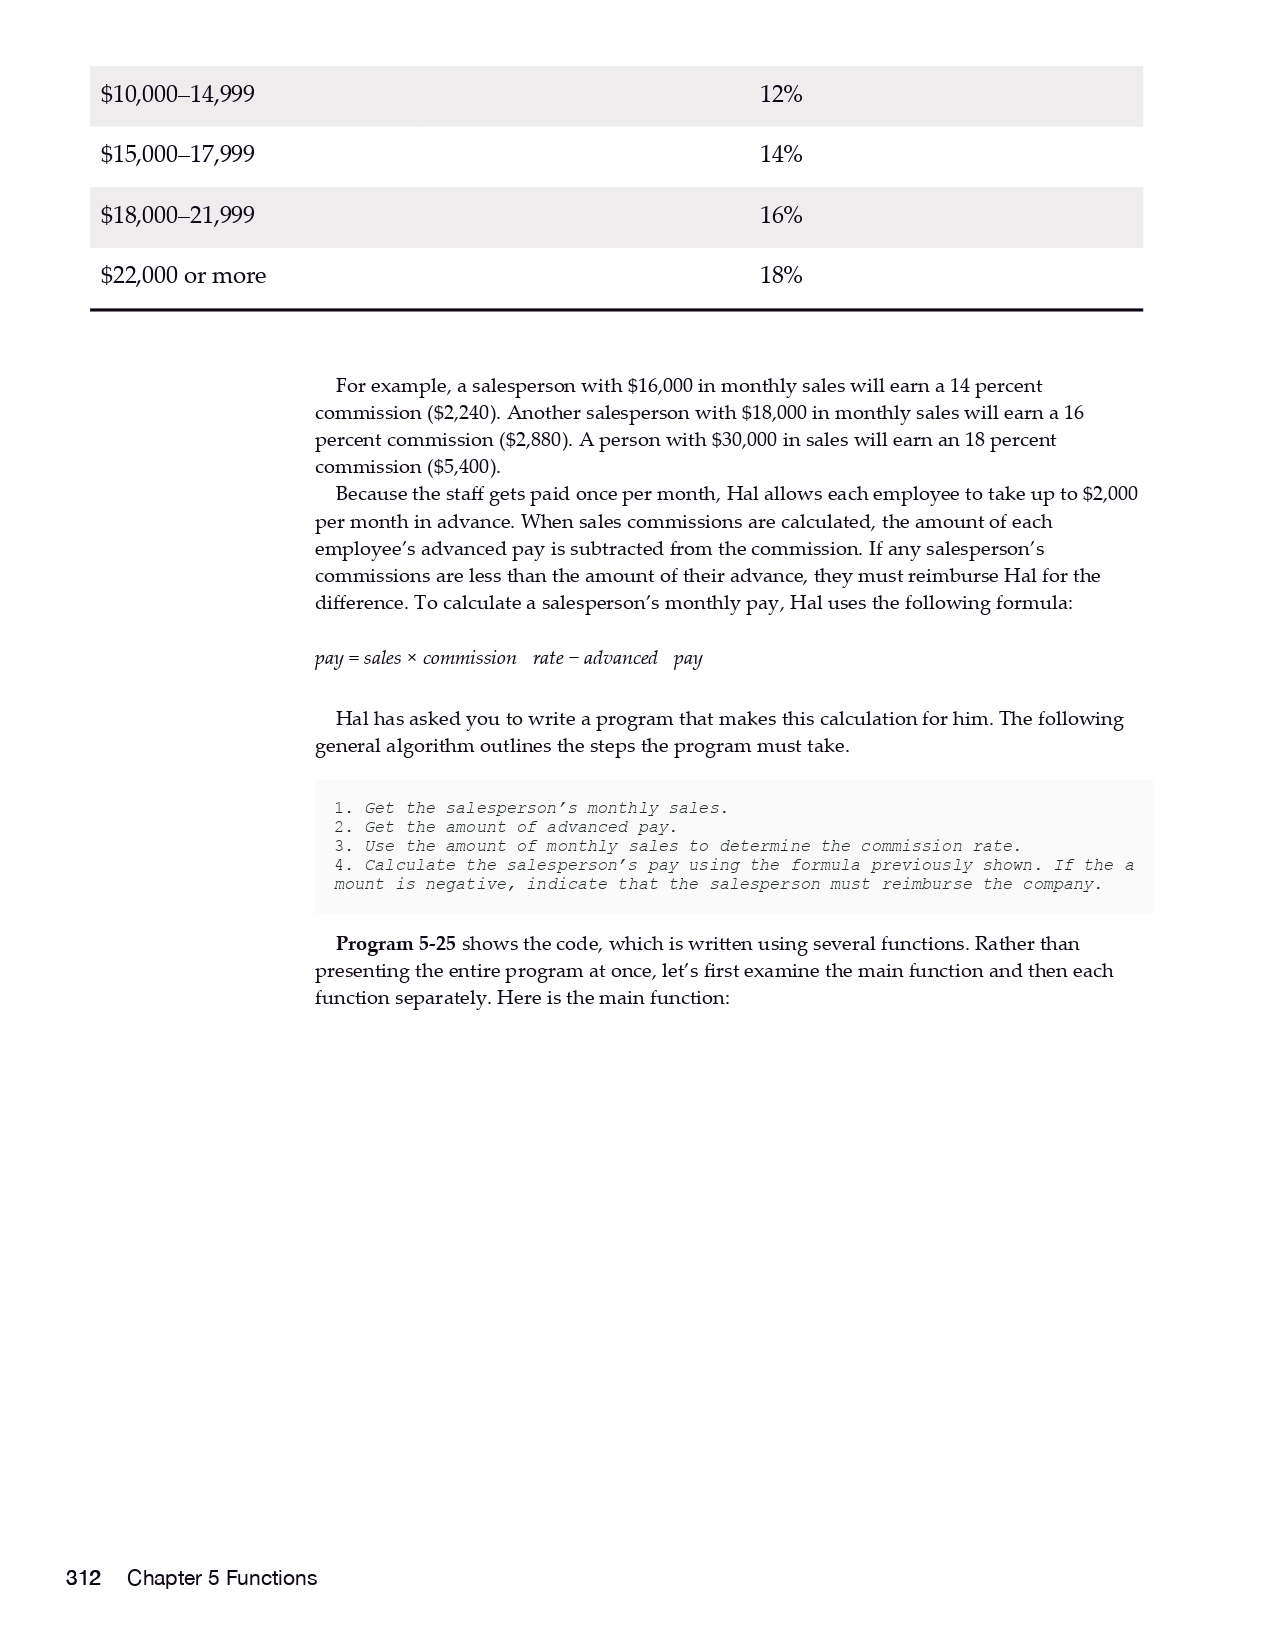 $10,000–14,999 12%
$15,000–17,999 14%
$18,000–21,999 16%
$22,000 or more 18%
For example, a salesperson with $16,000 in monthly sales will earn a 14 percent
commission ($2,240). Another salesperson with $18,000 in monthly sales will earn a 16
percent commission ($2,880). A person with $30,000 in sales will earn an 18 percent
commission ($5,400).
Because the staff gets paid once per month, Hal allows each employee to take up to $2,000
per month in advance. When sales commissions are calculated, the amount of each
employee’s advanced pay is subtracted from the commission. If any salesperson’s
commissions are less than the amount of their advance, they must reimburse Hal for the
difference. To calculate a salesperson’s monthly pay, Hal uses the following formula:
pay = sales × commission rate − advanced pay
Hal has asked you to write a program that makes this calculation for him. The following
general algorithm outlines the steps the program must take.
1. Get the salesperson’s monthly sales.
2. Get the amount of advanced pay.
3. Use the amount of monthly sales to determine the commission rate.
4. Calculate the salesperson’s pay using the formula previously shown. If the a
mount is negative, indicate that the salesperson must reimburse the company.
Program 5-25 shows the code, which is written using several functions. Rather than
presenting the entire program at once, let’s first examine the main function and then each
function separately. Here is the main function:
312 Chapter 5 Functions